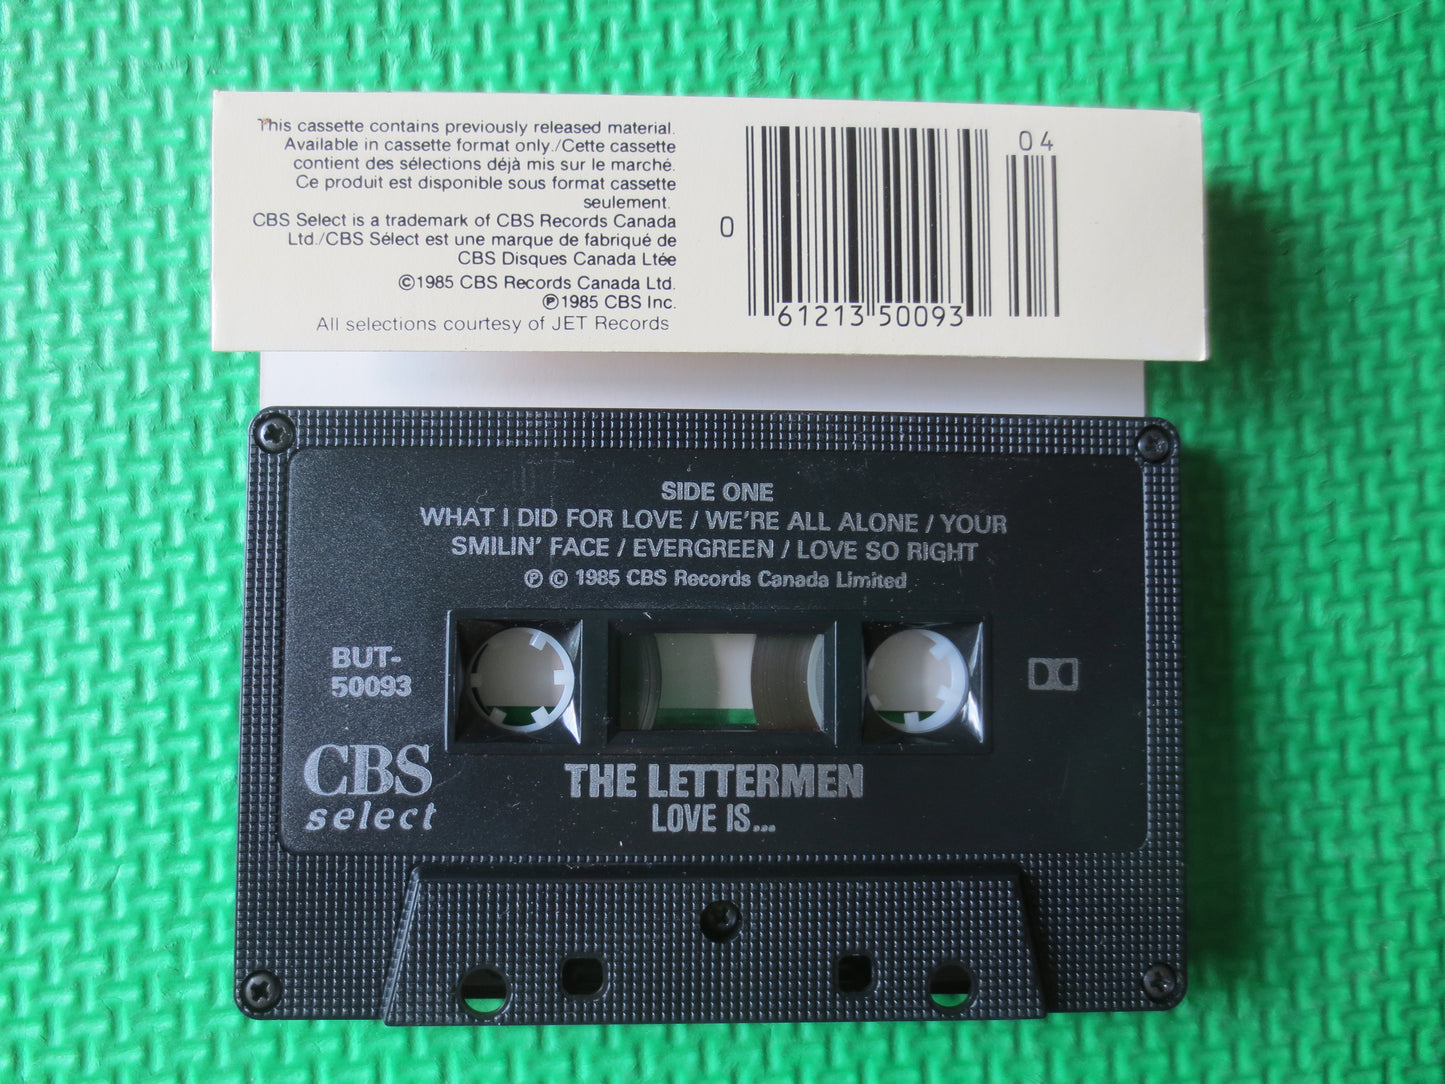 This cassette contains previously released material.
Available in cassette format only./Cette cassette
contient des sélections déjà mis sur le marché.
Ce produit est disponible sous format cassette
seulement.
CBS Select is a trademark of CBS Records Canada
Ltd./CBS Sélect est une marque de fabriqué de
CBS Disques Canada Ltée
©1985 CBS Records Canada Ltd.
℗1985 CBS Inc.
All selections courtesy of JET Records
04
0
61213 50093
SIDE ONE
WHAT I DID FOR LOVE / WE'RE ALL ALONE / YOUR
SMILIN' FACE / EVERGREEN / LOVE SO RIGHT
℗ © 1985 CBS Records Canada Limited
BUT-
50093
CBS
select
THE LETTERMEN
LOVE IS...